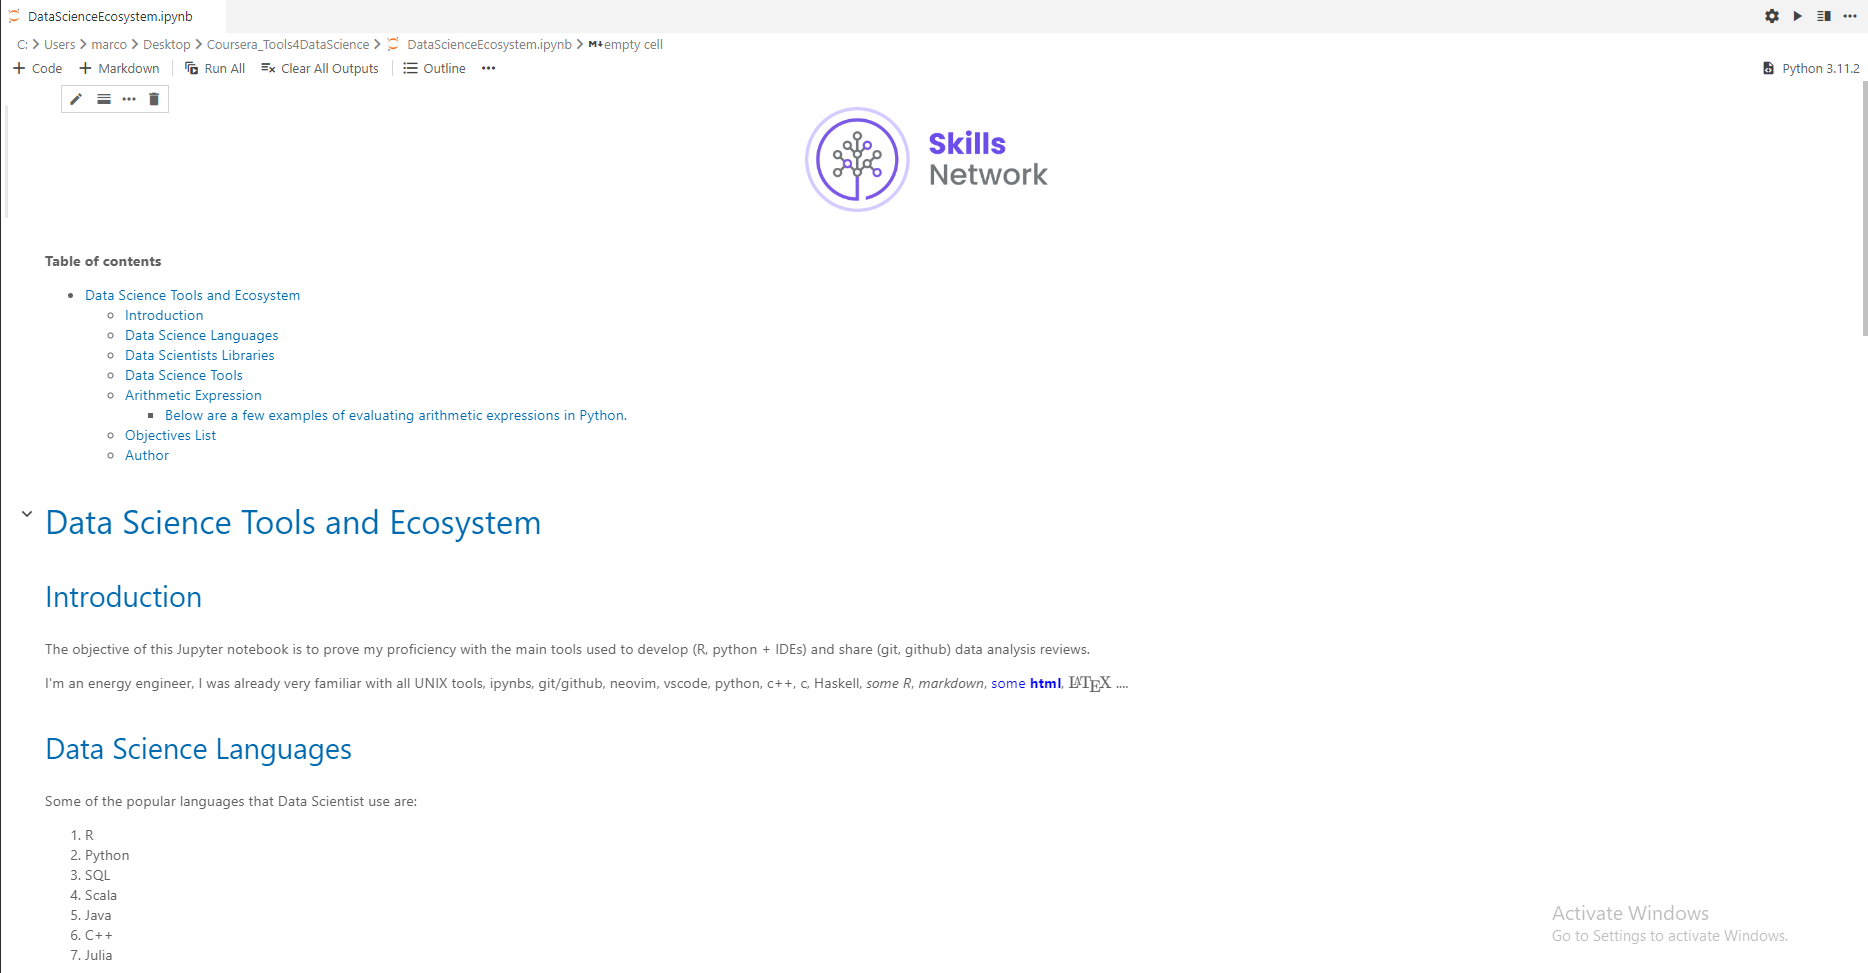 DataScienceEcosystem.ipynb
C: > Users > marco > Desktop > Coursera_Tools4DataScience > DataScienceEcosystem.ipynb > M↓empty cell
+ Code + Markdown Run All Clear All Outputs Outline ... Python 3.11.2
Skills
Network
Table of contents
• Data Science Tools and Ecosystem
◦ Introduction
◦ Data Science Languages
◦ Data Scientists Libraries
◦ Data Science Tools
◦ Arithmetic Expression
▪ Below are a few examples of evaluating arithmetic expressions in Python.
◦ Objectives List
◦ Author
Data Science Tools and Ecosystem
Introduction
The objective of this Jupyter notebook is to prove my proficiency with the main tools used to develop (R, python + IDEs) and share (git, github) data analysis reviews.
I'm an energy engineer, I was already very familiar with all UNIX tools, ipynbs, git/github, neovim, vscode, python, c++, c, Haskell, some R, markdown, some html, LATEX ....
Data Science Languages
Some of the popular languages that Data Scientist use are:
1. R
2. Python
3. SQL
4. Scala
5. Java
6. C++
7. Julia
Activate Windows
Go to Settings to activate Windows.